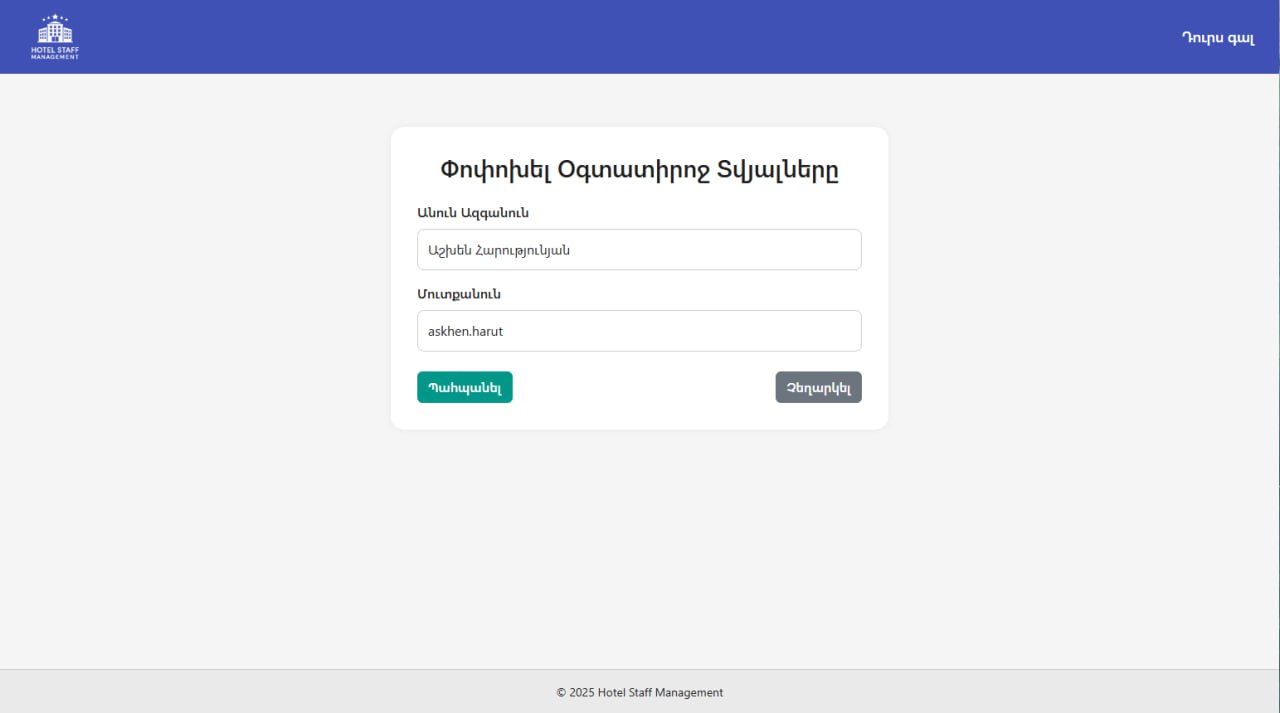 HOTEL STAFF
MANAGEMENT
Դուրս գալ
Փոփոխել Օգտատիրոջ Տվյալները
Անուն Ազգանուն
Աշխեն Հարությունյան
Մուտքանուն
askhen.harut
Պահպանել
Չեղարկել
© 2025 Hotel Staff Management